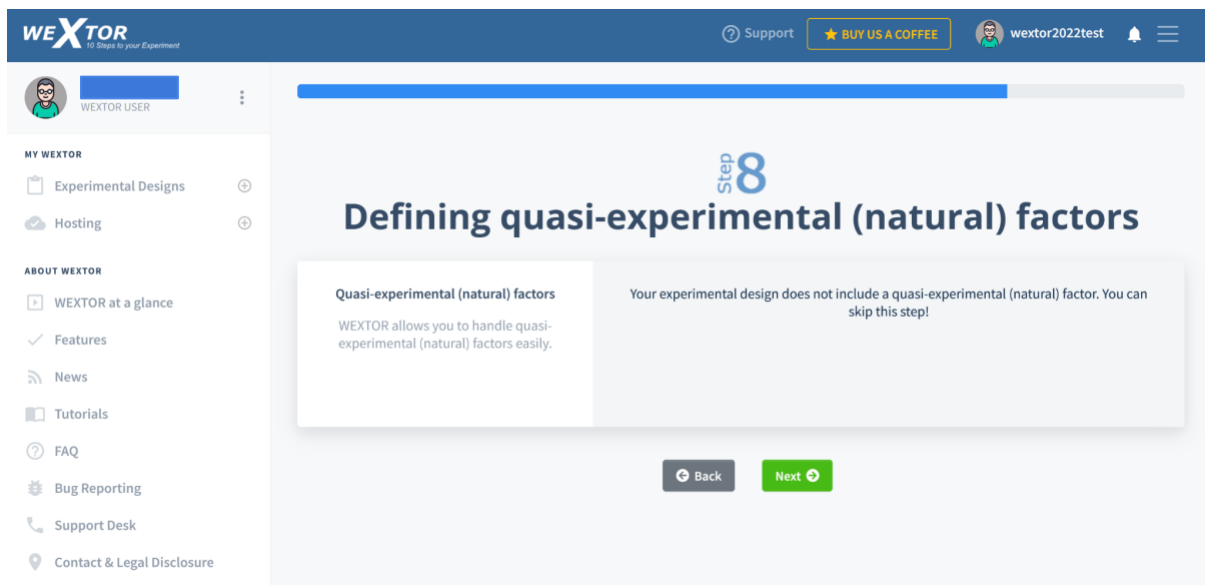 WEXTOR
10 Steps to your Experiment
Support
BUY US A COFFEE
wextor2022test
WEXTOR USER
MY WEXTOR
Experimental Designs
Hosting
ABOUT WEXTOR
WEXTOR at a glance
Features
News
Tutorials
FAQ
Bug Reporting
Support Desk
Contact & Legal Disclosure
Step 8
Defining quasi-experimental (natural) factors
Quasi-experimental (natural) factors
WEXTOR allows you to handle quasi-
experimental (natural) factors easily.
Your experimental design does not include a quasi-experimental (natural) factor. You can
skip this step!
Back
Next